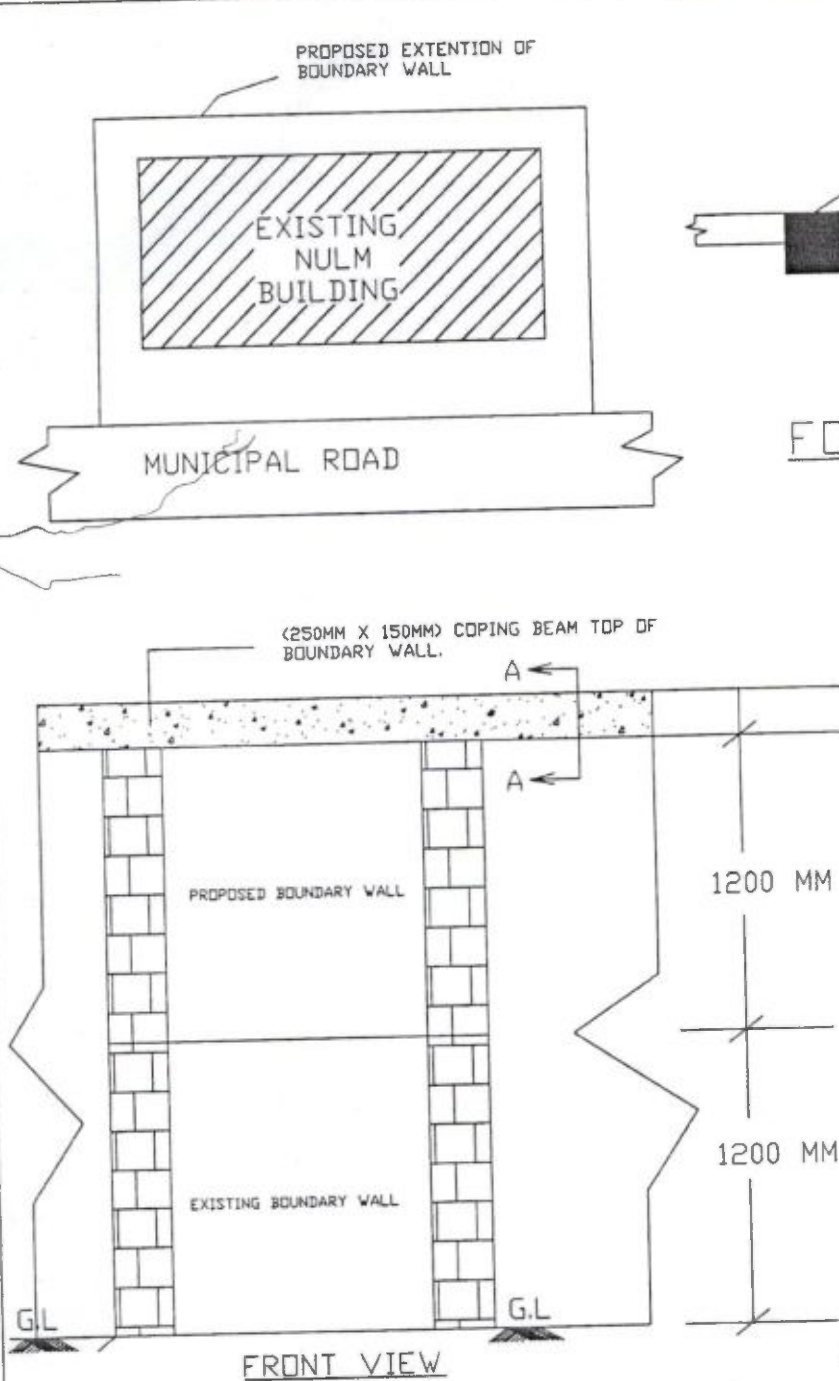 PROPOSED EXTENTION OF
BOUNDARY WALL
EXISTING
NULM
BUILDING
MUNICIPAL ROAD
(250MM X 150MM) COPING BEAM TOP OF
BOUNDARY WALL.
A
A
PROPOSED BOUNDARY WALL
1200 MM
EXISTING BOUNDARY WALL
1200 MM
G.L
G.L
FRONT VIEW